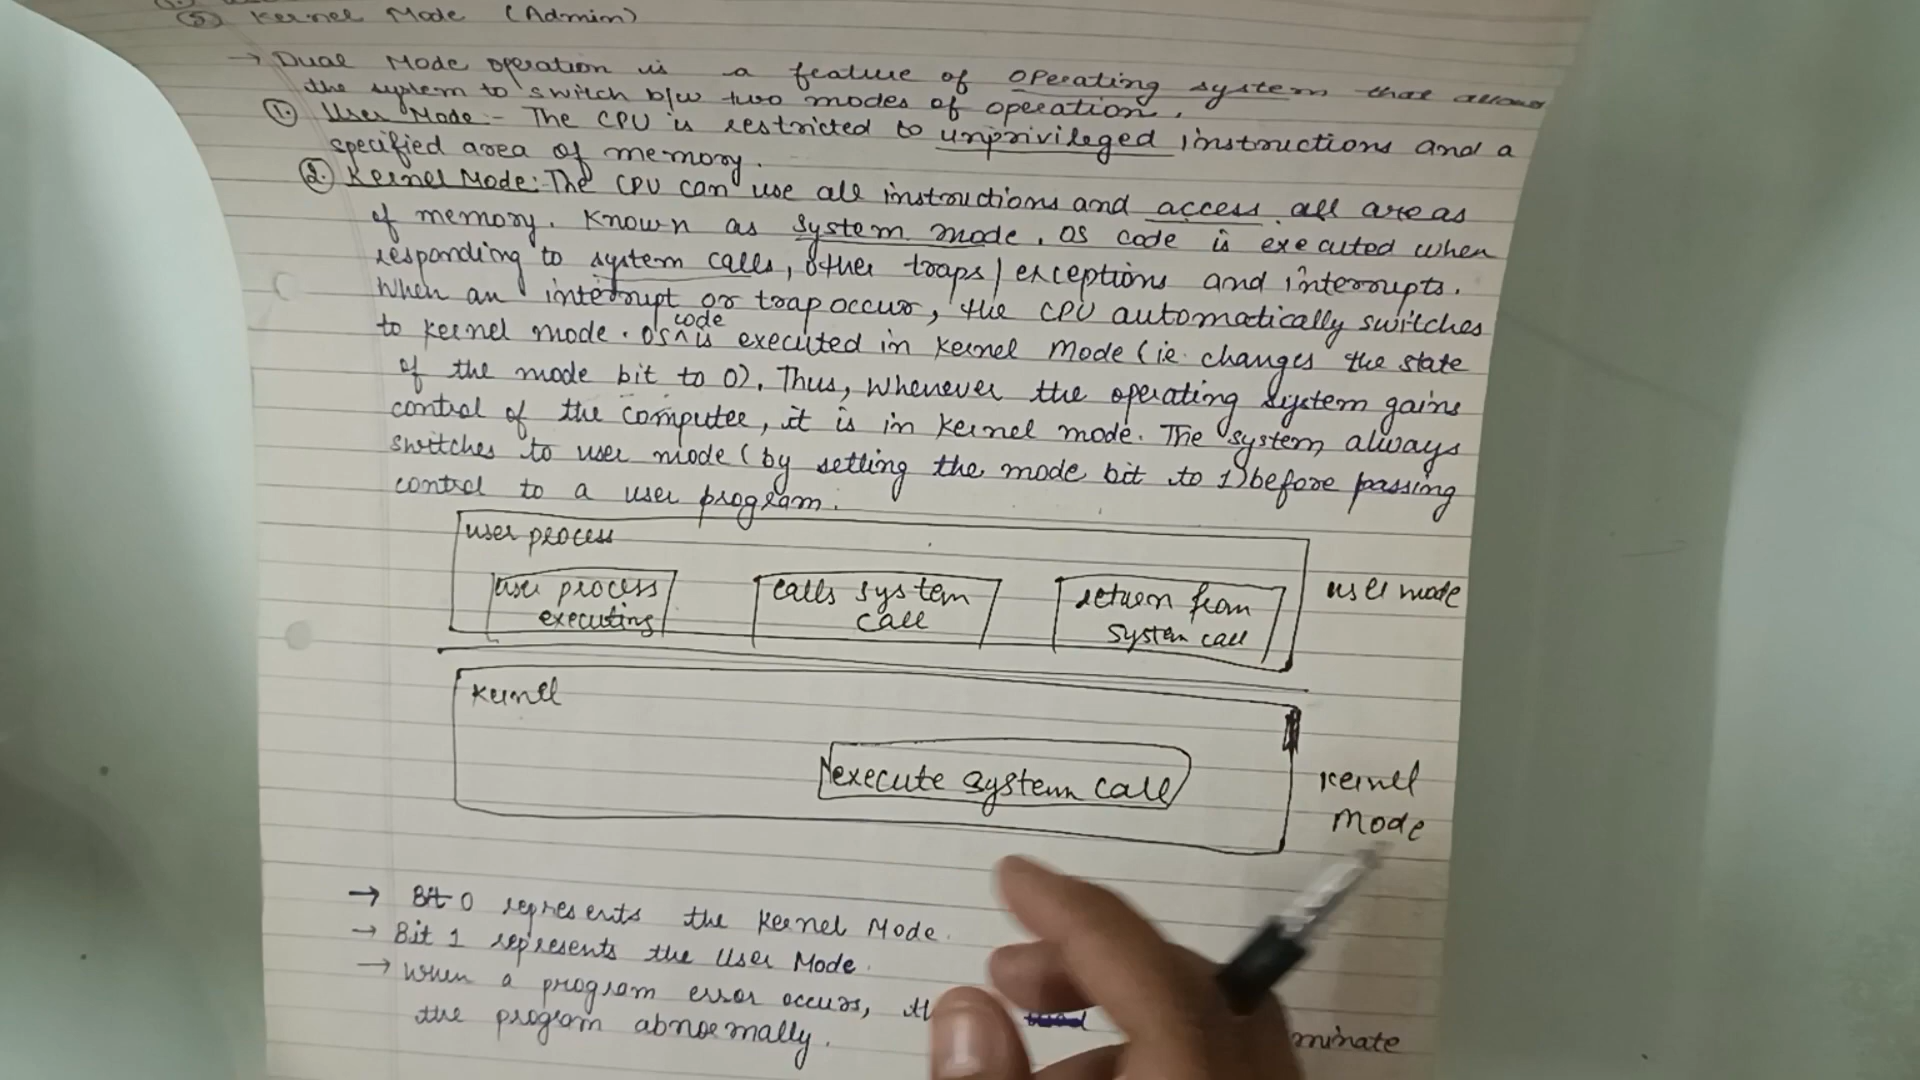 ⑤ Kernel Mode (Admin)
→ Dual Mode operation is a feature of operating system that allows
the system to switch b/w two modes of operation.
① User Mode:- The CPU is restricted to unprivileged instructions and a
specified area of memory.
② Kernel Mode:- The CPU can use all instructions and access all areas
of memory. Known as system mode. OS code is executed when
responding to system calls, other traps/exceptions and interrupts.
When an interrupt or trap occur, the CPU automatically switches
to kernel mode. OS code is executed in kernel mode (ie. changes the state
of the mode bit to 0). Thus, whenever the operating system gains
control of the computer, it is in kernel mode. The system always
switches to user mode (by setting the mode bit to 1) before passing
control to a user program.
user process
user process executing
calls system call
return from system call
user mode
Kernel
execute system call
Kernel
Mode
→ Bit 0 represents the Kernel Mode.
→ Bit 1 represents the User Mode.
→ When a program error occurs,
minate
the program abnormally.